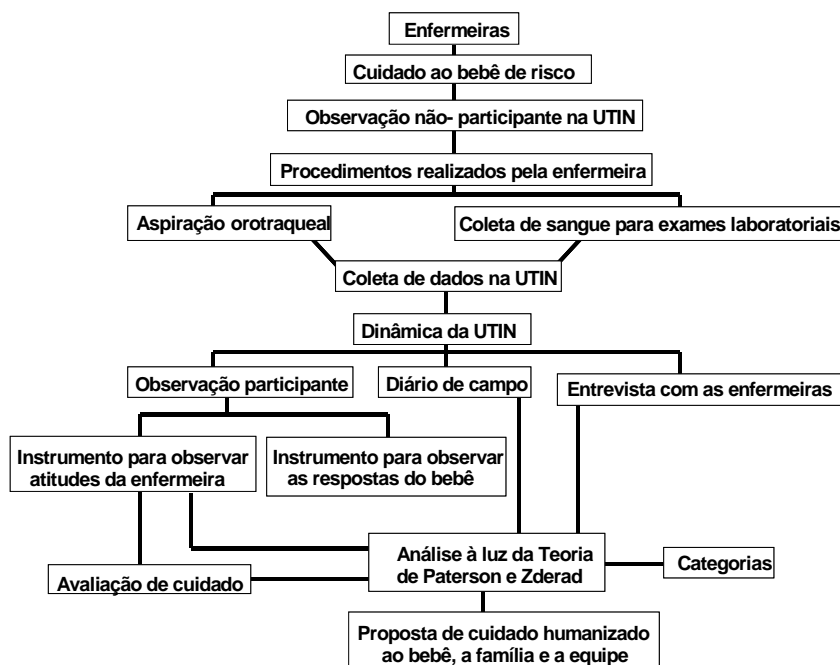 Enfermeiras
Cuidado ao bebê de risco
Observação não- participante na UTIN
Procedimentos realizados pela enfermeira
Aspiração orotraqueal
Coleta de sangue para exames laboratoriais
Coleta de dados na UTIN
Dinâmica da UTIN
Observação participante
Diário de campo
Entrevista com as enfermeiras
Instrumento para observar
atitudes da enfermeira
Instrumento para observar
as respostas do bebê
Análise à luz da Teoria
de Paterson e Zderad
Categorias
Avaliação de cuidado
Proposta de cuidado humanizado
ao bebê, a família e a equipe